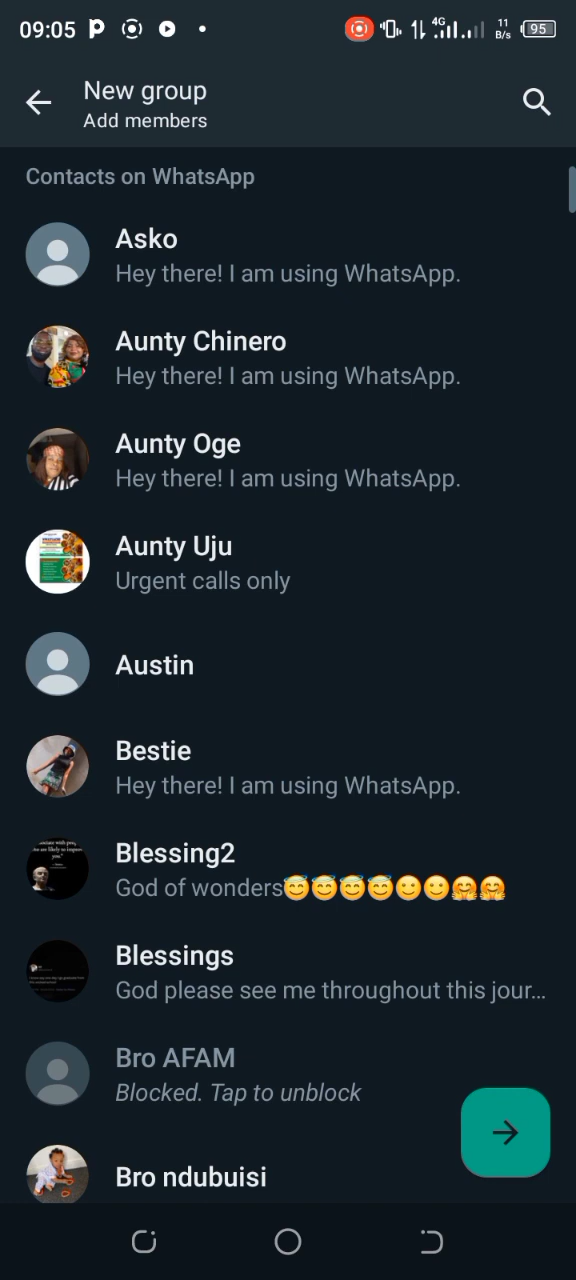 09:05
4G
11
B/s
95
New group
Add members
Contacts on WhatsApp
Asko
Hey there! I am using WhatsApp.
Aunty Chinero
Hey there! I am using WhatsApp.
Aunty Oge
Hey there! I am using WhatsApp.
Aunty Uju
Urgent calls only
Austin
Bestie
Hey there! I am using WhatsApp.
Blessing2
God of wonders😇😇😇😇🙂🙂🤗🤗
Blessings
God please see me throughout this jour...
Bro AFAM
Blocked. Tap to unblock
Bro ndubuisi